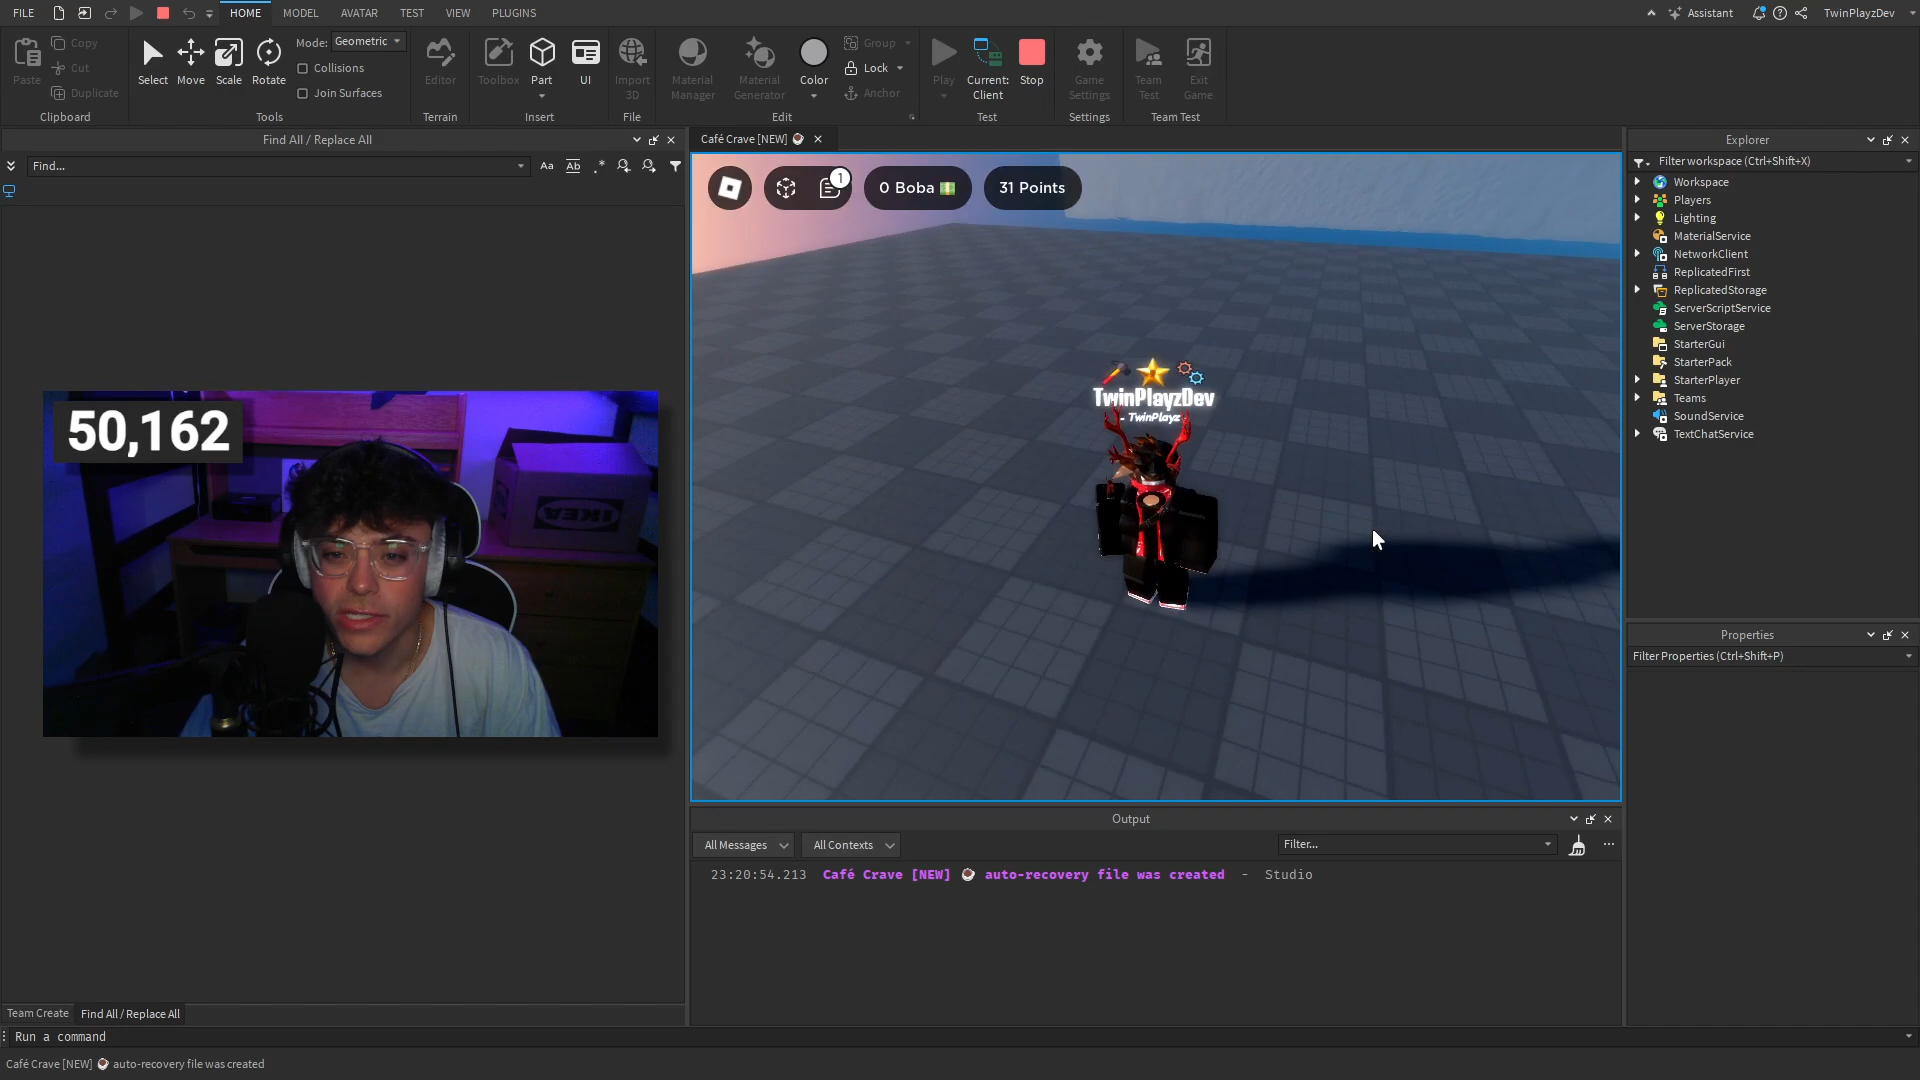 FILE
HOME
MODEL
AVATAR
TEST
VIEW
PLUGINS
Assistant
TwinPlayzDev
Paste
Copy
Cut
Duplicate
Clipboard
Select
Move
Scale
Rotate
Mode:
Geometric
Collisions
Join Surfaces
Tools
Editor
Terrain
Toolbox
Part
UI
Insert
Import
3D
File
Material
Manager
Material
Generator
Color
Group
Lock
Anchor
Edit
Play
Current:
Client
Stop
Test
Game
Settings
Settings
Team
Test
Exit
Game
Team Test
Find All / Replace All
Find...
Aa
Ab
.*
50,162
IKEA
Team Create
Find All / Replace All
Café Crave [NEW]
1
0 Boba
31 Points
TwinPlayzDev
- TwinPlayz
Output
All Messages
All Contexts
Filter...
23:20:54.213 Café Crave [NEW] auto-recovery file was created - Studio
Explorer
Filter workspace (Ctrl+Shift+X)
Workspace
Players
Lighting
MaterialService
NetworkClient
ReplicatedFirst
ReplicatedStorage
ServerScriptService
ServerStorage
StarterGui
StarterPack
StarterPlayer
Teams
SoundService
TextChatService
Properties
Filter Properties (Ctrl+Shift+P)
Run a command
Café Crave [NEW] auto-recovery file was created